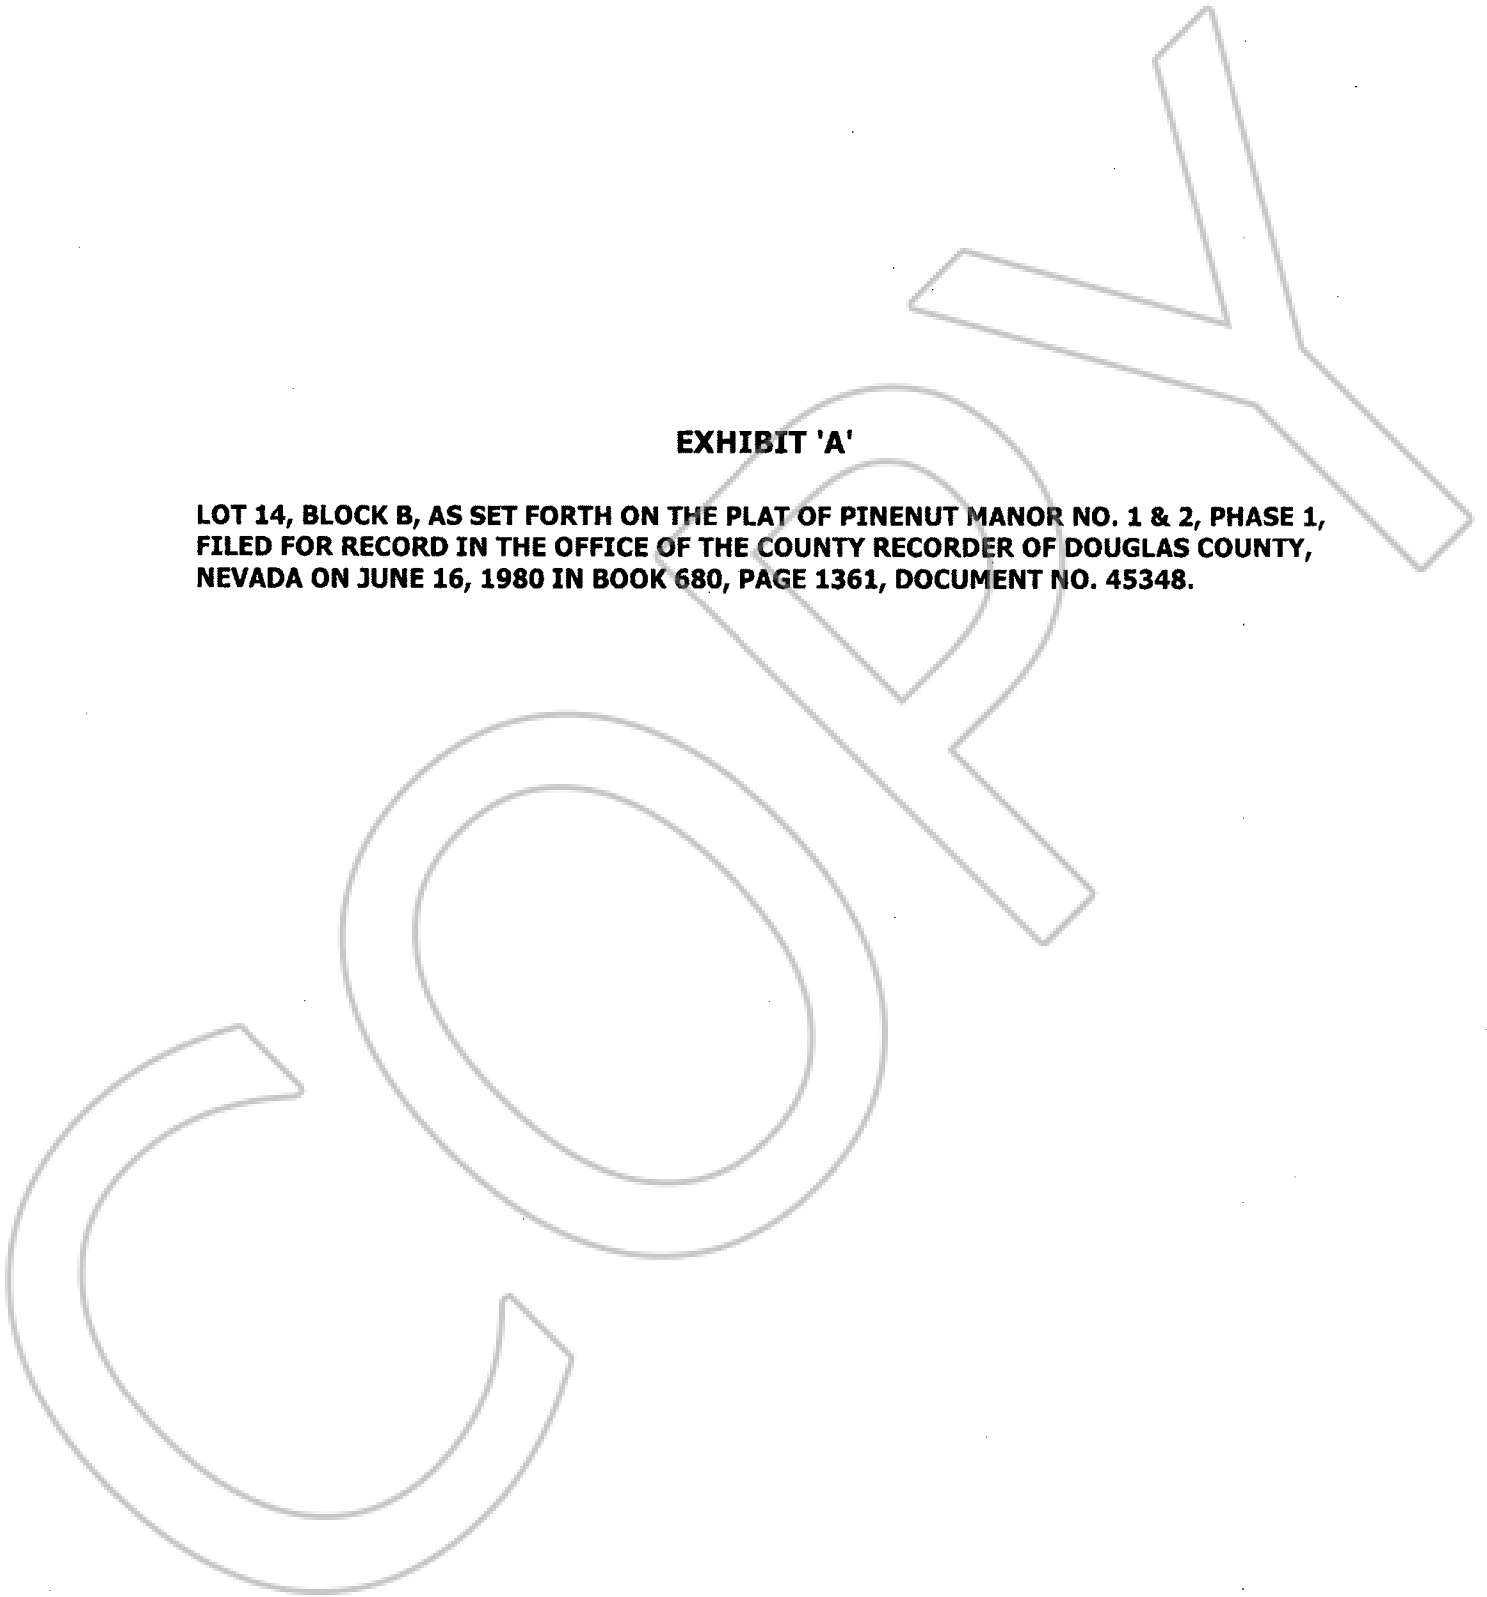 EXHIBIT 'A'
LOT 14, BLOCK B, AS SET FORTH ON THE PLAT OF PINENUT MANOR NO. 1 & 2, PHASE 1,
FILED FOR RECORD IN THE OFFICE OF THE COUNTY RECORDER OF DOUGLAS COUNTY,
NEVADA ON JUNE 16, 1980 IN BOOK 680, PAGE 1361, DOCUMENT NO. 45348.
COPY